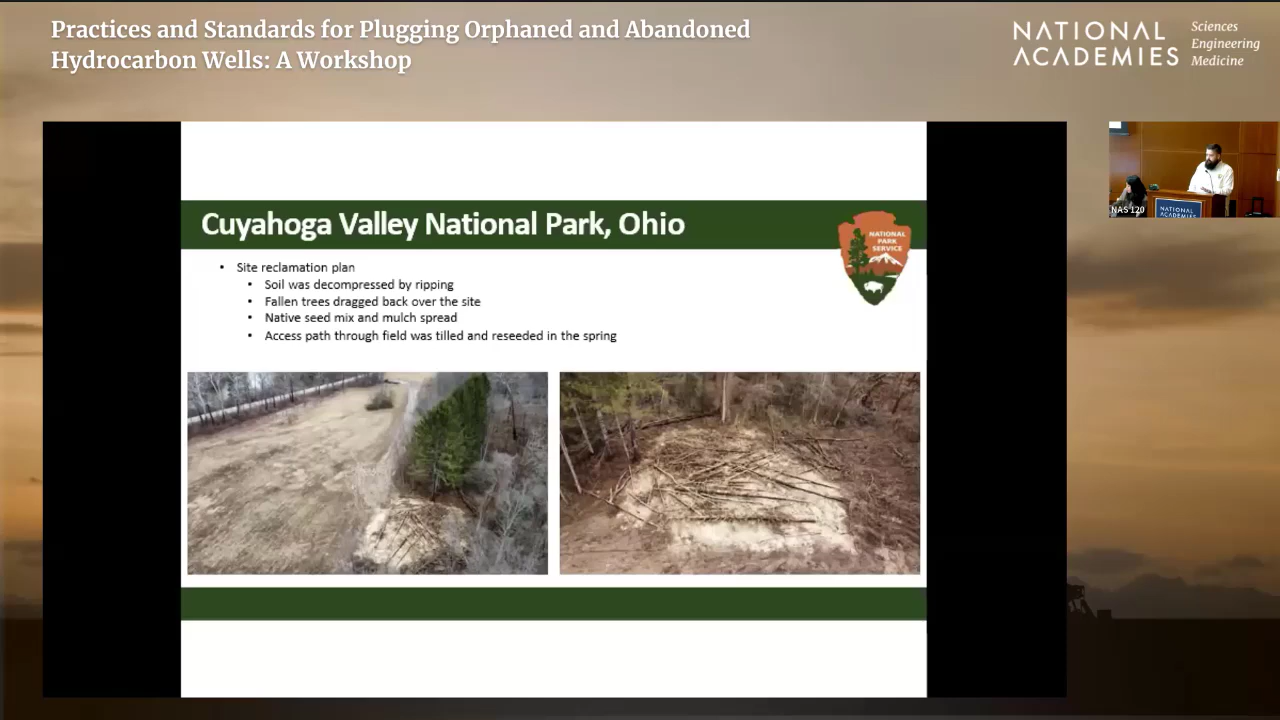 Practices and Standards for Plugging Orphaned and Abandoned
Hydrocarbon Wells: A Workshop
NATIONAL
ACADEMIES
Sciences
Engineering
Medicine
Cuyahoga Valley National Park, Ohio
NATIONAL
PARK
SERVICE
• Site reclamation plan
• Soil was decompressed by ripping
• Fallen trees dragged back over the site
• Native seed mix and mulch spread
• Access path through field was tilled and reseeded in the spring
NAS 120
NATIONAL
ACADEMIES